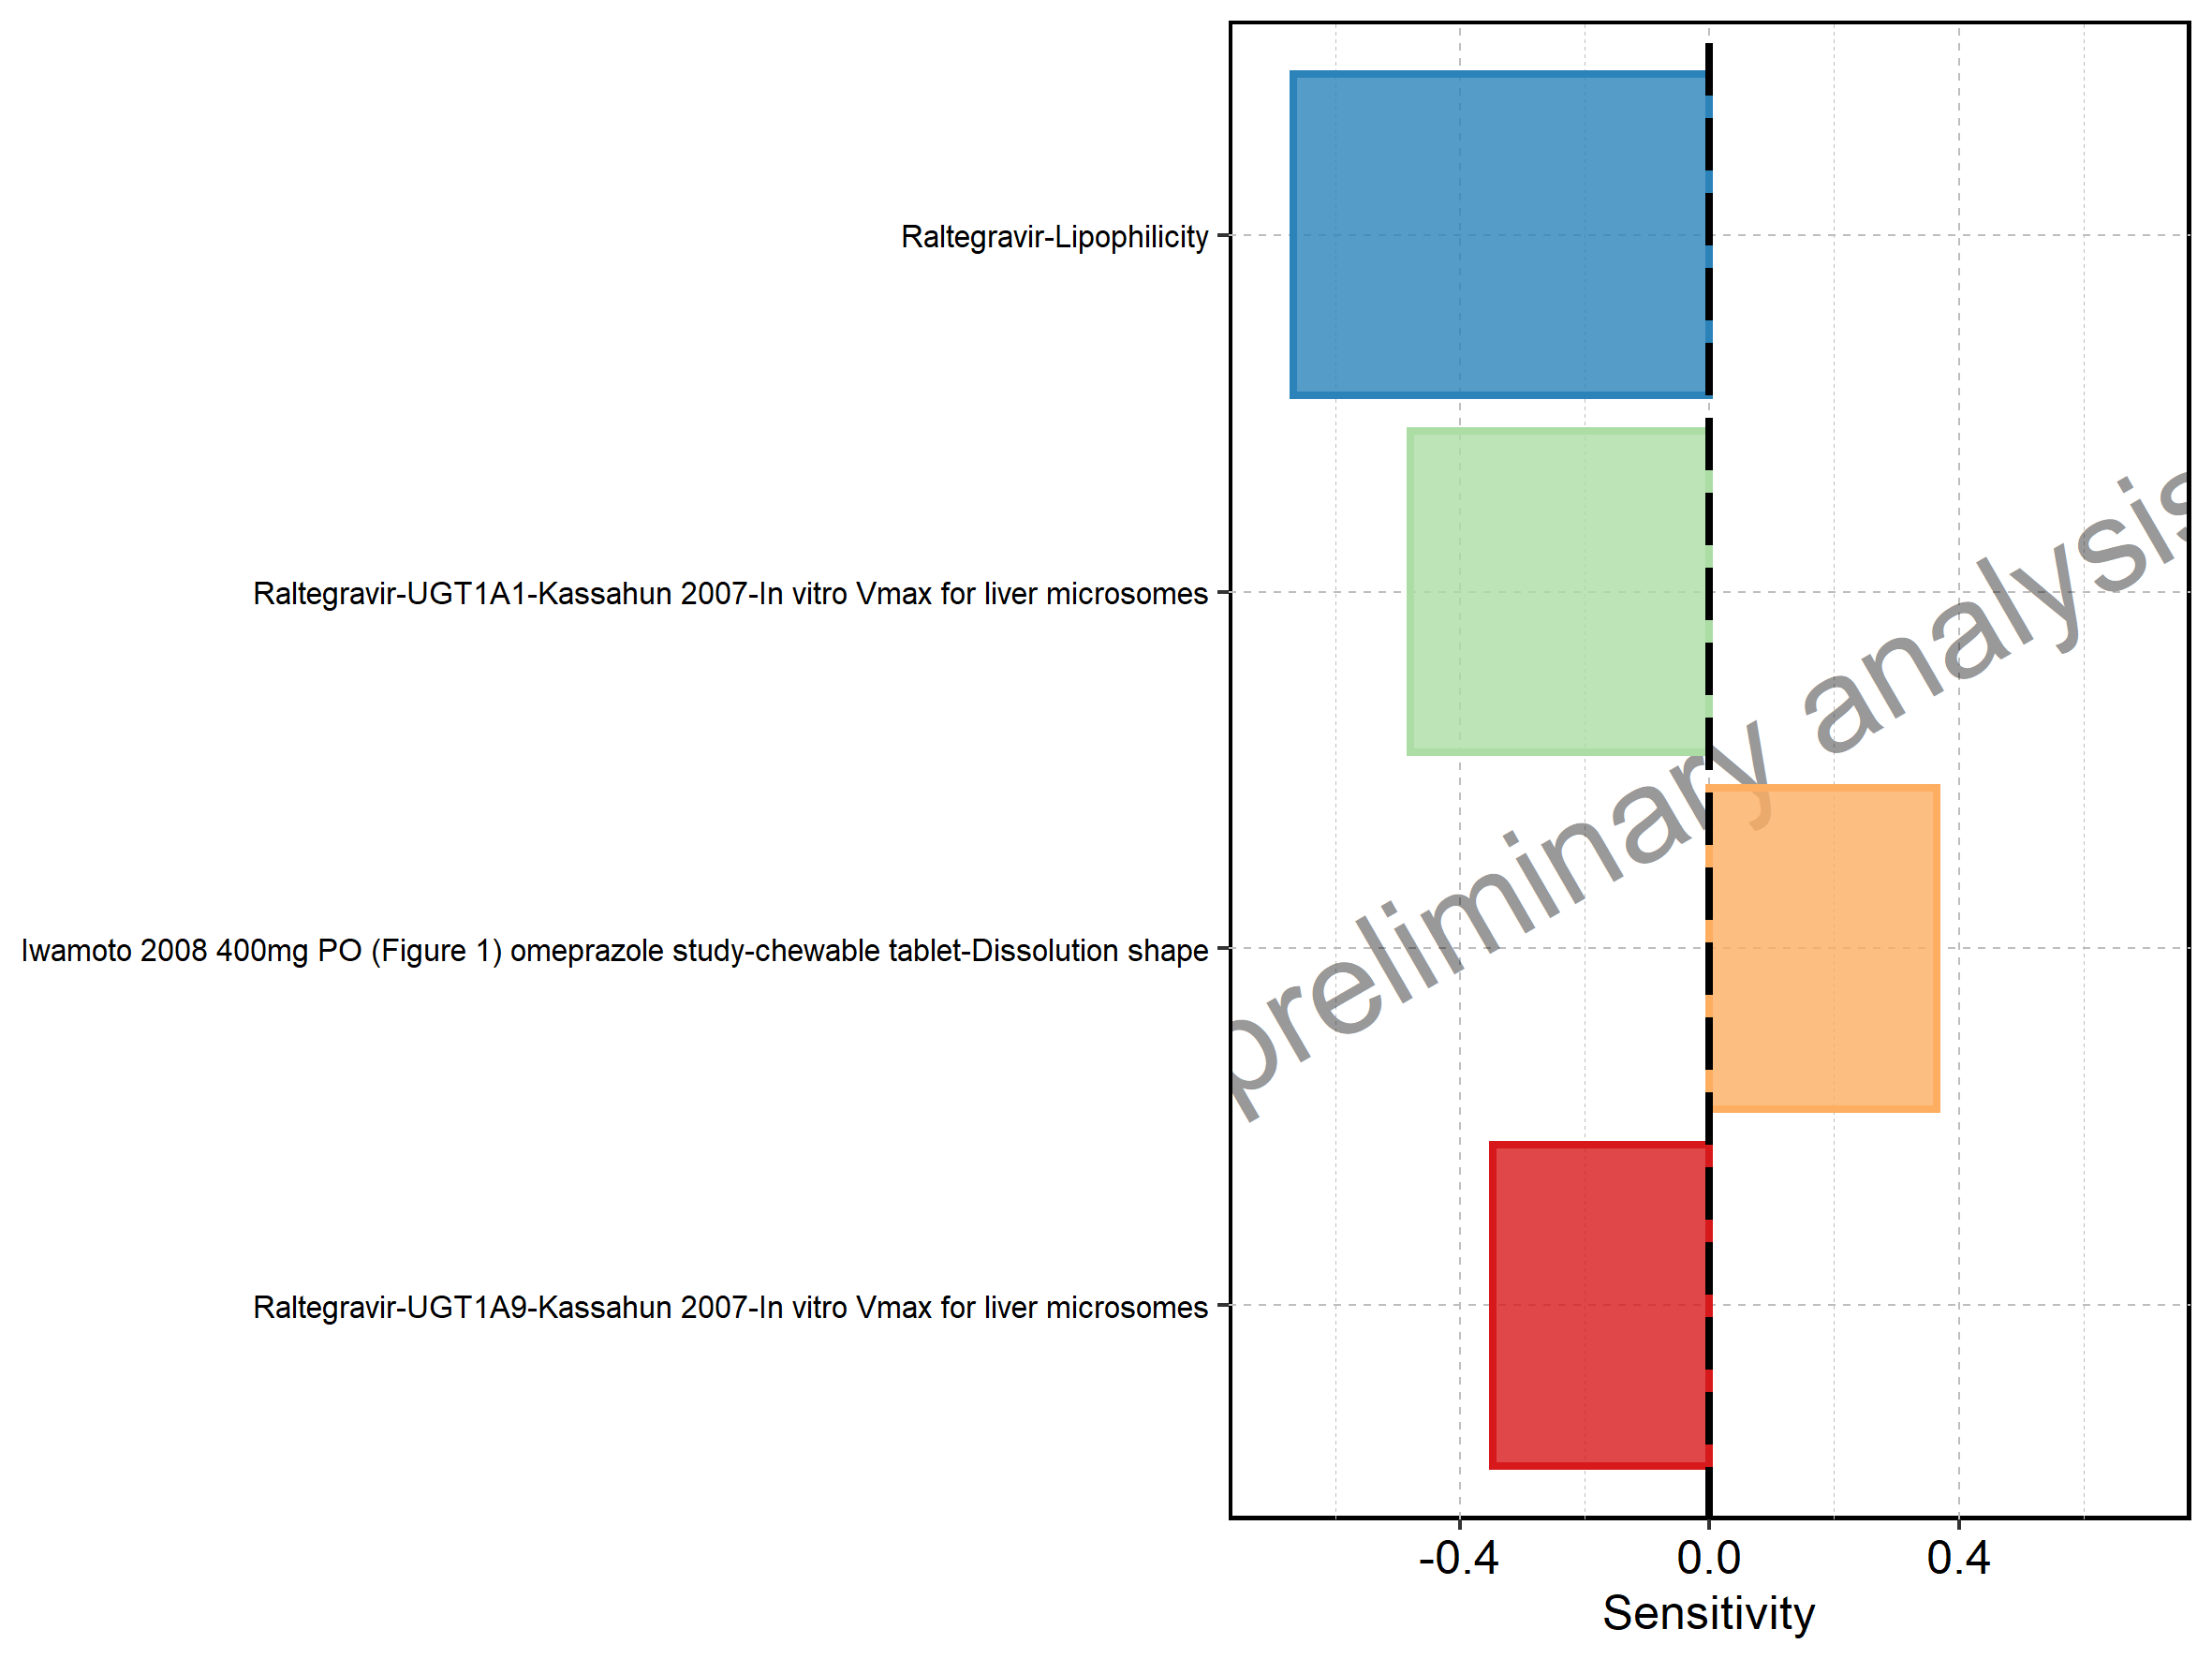 Raltegravir-Lipophilicity
Raltegravir-UGT1A1-Kassahun 2007-In vitro Vmax for liver microsomes
Iwamoto 2008 400mg PO (Figure 1) omeprazole study-chewable tablet-Dissolution shape
Raltegravir-UGT1A9-Kassahun 2007-In vitro Vmax for liver microsomes
preliminary analysis
-0.4 0.0 0.4
Sensitivity